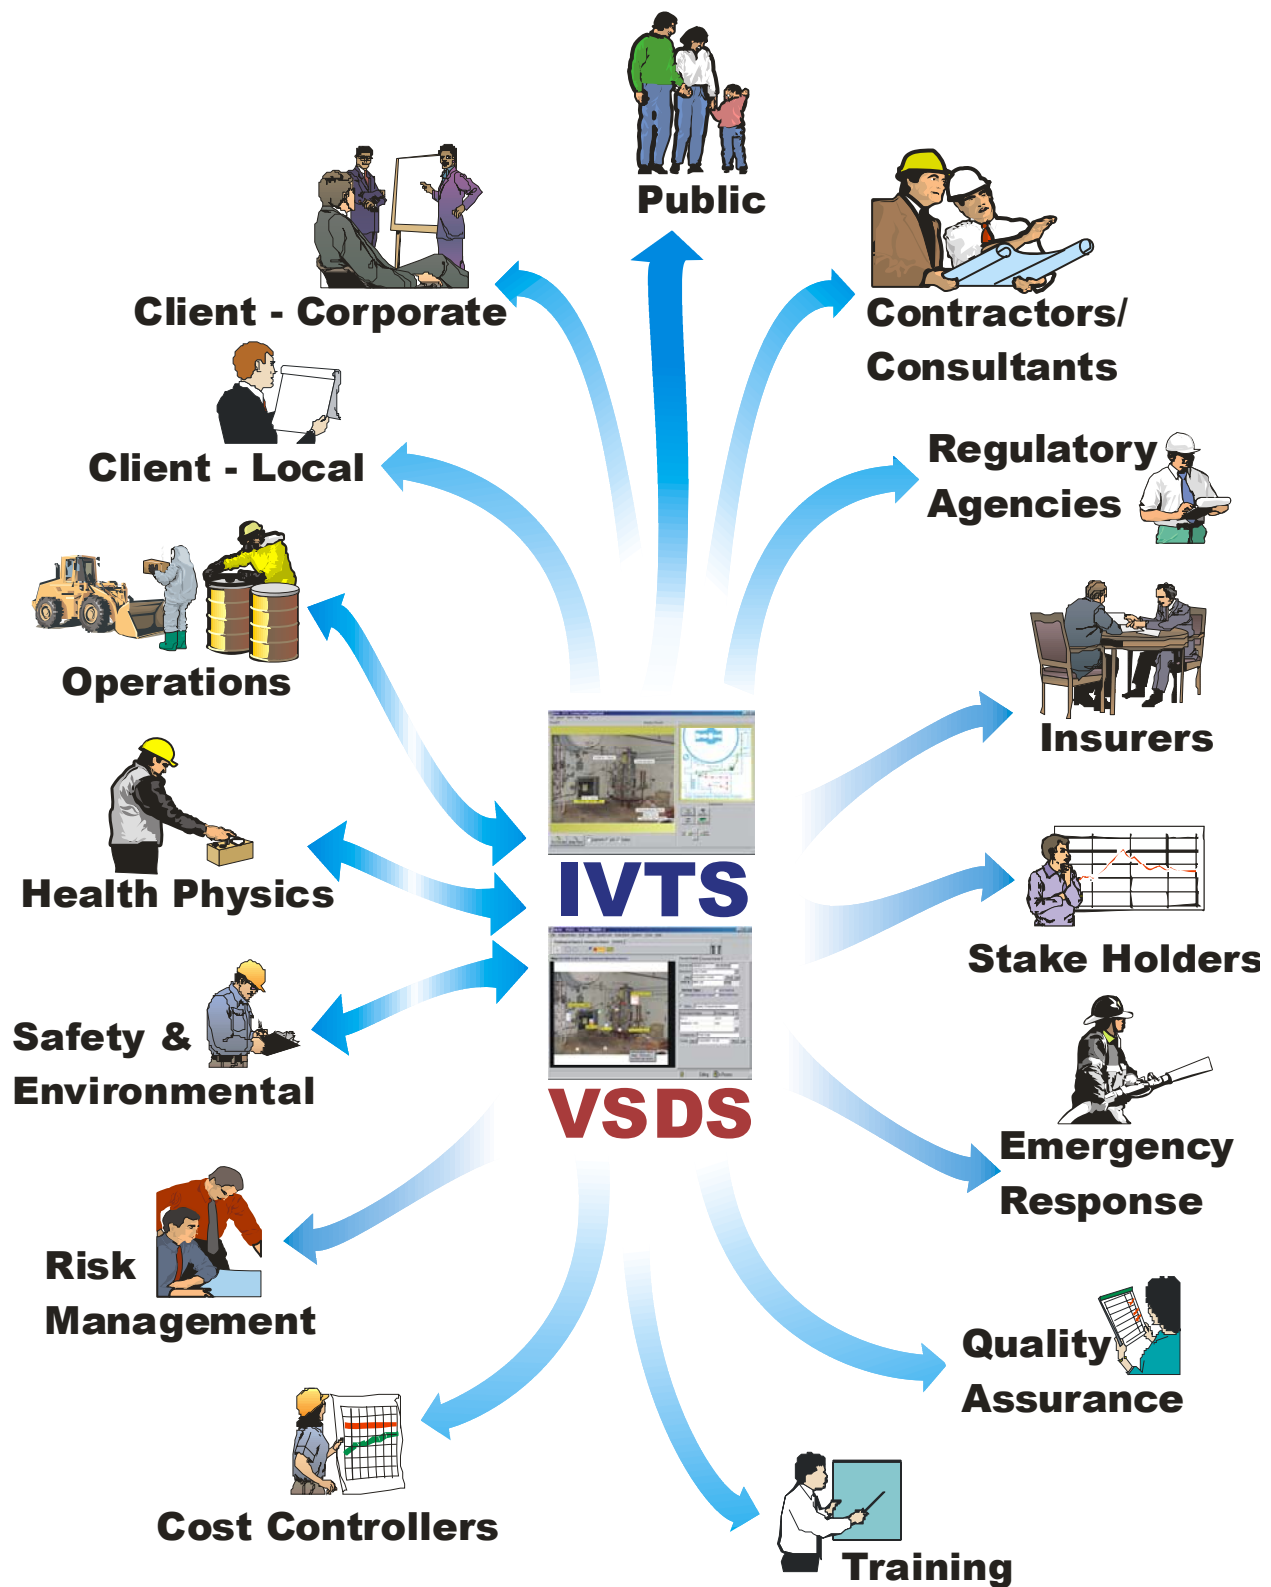 Public
Client - Corporate
Contractors/
Consultants
Client - Local
Regulatory
Agencies
Operations
Insurers
IVTS
Health Physics
Stake Holders
Safety &
Environmental
VSDS
Emergency
Response
Risk
Management
Quality
Assurance
Cost Controllers
Training